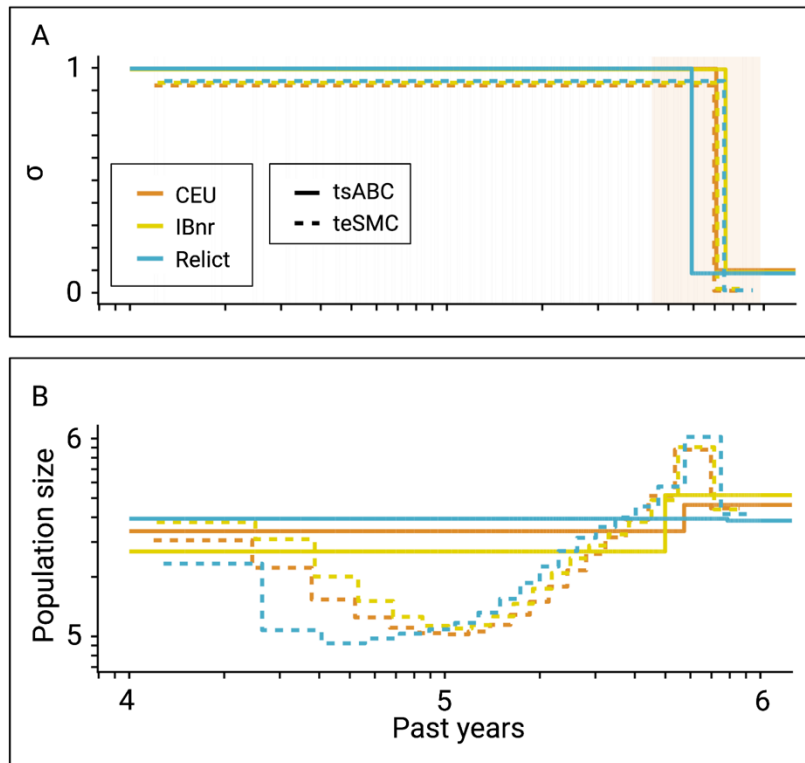 A
1
σ
0
CEU
IBnr
Relict
tsABC
teSMC
B
6
Population size
5
4
5
6
Past years